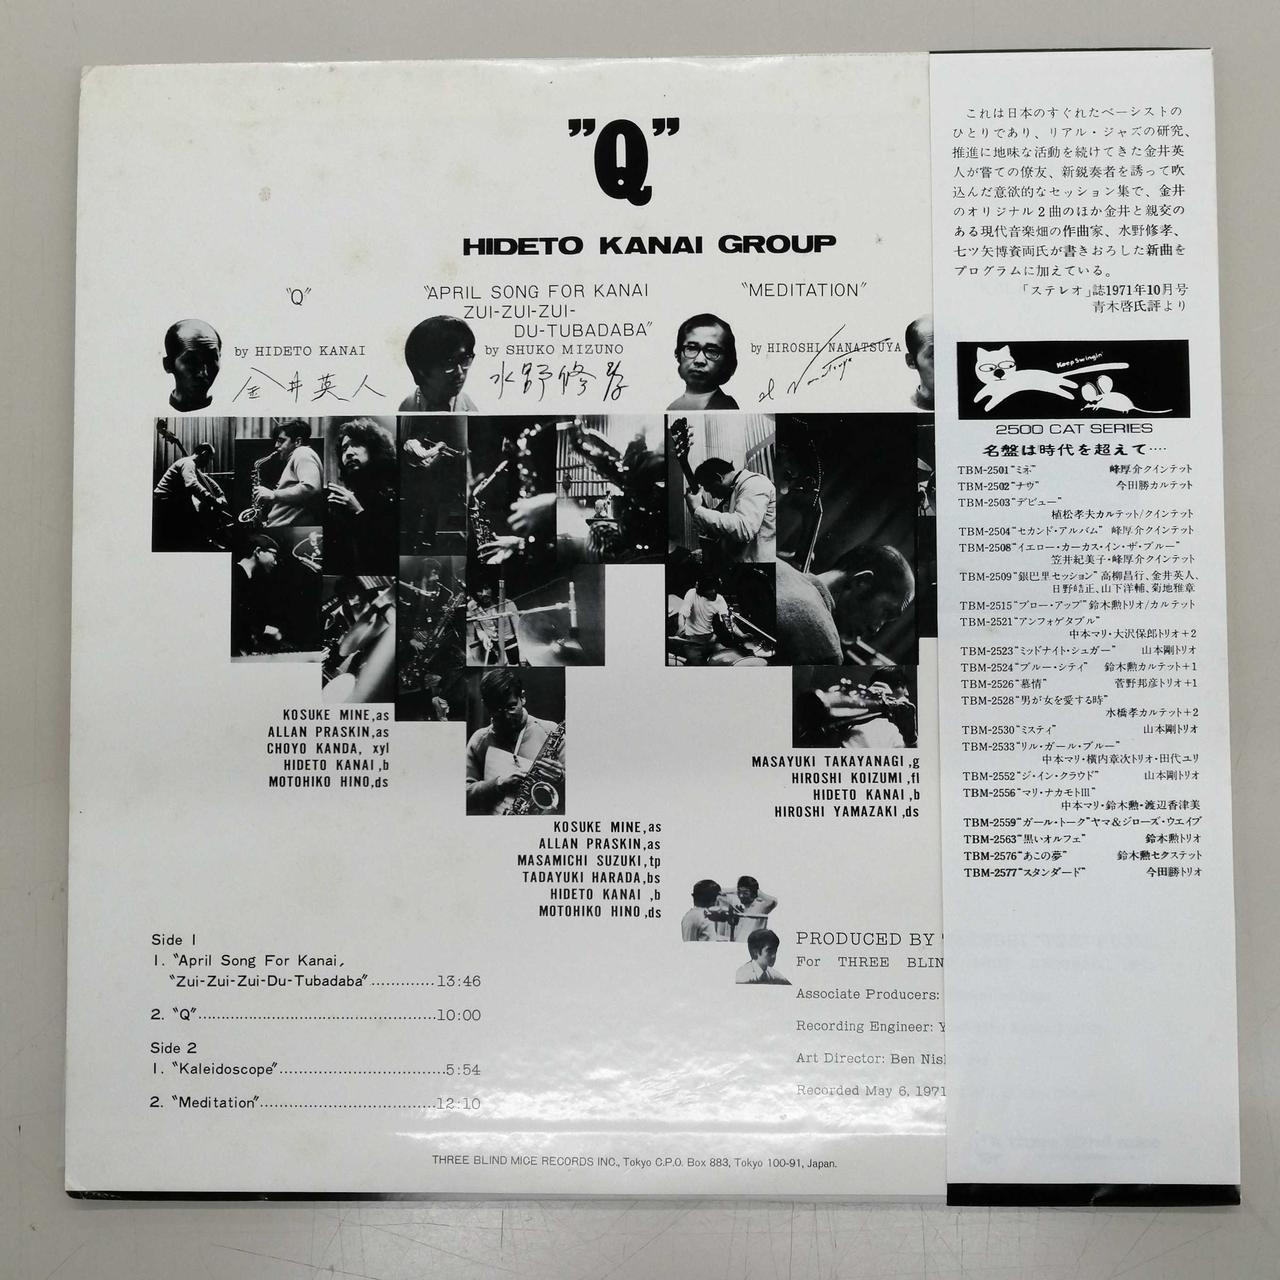 "Q"
HIDETO KANAI GROUP
"Q"
by HIDETO KANAI
金井英人
"APRIL SONG FOR KANAI
ZUI-ZUI-ZUI-
DU-TUBADABA"
by SHUKO MIZUNO
水野修孝
"MEDITATION"
by HIROSHI NANATSUYA
KOSUKE MINE,as
ALLAN PRASKIN,as
CHOYO KANDA, xyl
HIDETO KANAI,b
MOTOHIKO HINO,ds
KOSUKE MINE,as
ALLAN PRASKIN,as
MASAMICHI SUZUKI,tp
TADAYUKI HARADA,bs
HIDETO KANAI ,b
MOTOHIKO HINO ,ds
MASAYUKI TAKAYANAGI ,g
HIROSHI KOIZUMI ,fl
HIDETO KANAI ,b
HIROSHI YAMAZAKI ,ds
Side 1
1. "April Song For Kanai,
"Zui-Zui-Zui-Du-Tubadaba".............13:46
2. "Q"..................................................10:00
Side 2
1. "Kaleidoscope"....................................5:54
2. "Meditation"......................................12:10
PRODUCED BY
For THREE BLIN
Associate Producers:
Recording Engineer: Y
Art Director: Ben Nis
Recorded May 6, 1971
THREE BLIND MICE RECORDS INC., Tokyo C.P.O. Box 883, Tokyo 100-91, Japan.
これは日本のすぐれたベーシストの
ひとりであり、リアル・ジャズの研究、
推進に地味な活動を続けてきた金井英
人が嘗ての僚友、新鋭奏者を誘って吹
込んだ意欲的なセッション集で、金井
のオリジナル2曲のほか金井と親交の
ある現代音楽畑の作曲家、水野修孝、
七ツ矢博資両氏が書きおろした新曲を
プログラムに加えている。
「ステレオ」誌1971年10月号
青木啓氏評より
Keep Swingin'
2500 CAT SERIES
名盤は時代を超えて‥‥
TBM-2501"ミネ" 峰厚介クインテット
TBM-2502"ナウ" 今田勝カルテット
TBM-2503"デビュー"
植松孝夫カルテット/クインテット
TBM-2504"セカンド・アルバム" 峰厚介クインテット
TBM-2508"イエロー・カーカス・イン・ザ・ブルー"
笠井紀美子・峰厚介クインテット
TBM-2509"銀巴里セッション"高柳昌行、金井英人、
日野皓正、山下洋輔、菊地雅章
TBM-2515"ブロー・アップ"鈴木勲トリオ/カルテット
TBM-2521"アンフォゲタブル"
中本マリ・大沢保郎トリオ+2
TBM-2523"ミッドナイト・シュガー" 山本剛トリオ
TBM-2524"ブルー・シティ" 鈴木勲カルテット+1
TBM-2526"慕情" 菅野邦彦トリオ+1
TBM-2528"男が女を愛する時"
水橋孝カルテット+2
TBM-2530"ミスティ" 山本剛トリオ
TBM-2533"リル・ガール・ブルー"
中本マリ・横内章次トリオ・田代ユリ
TBM-2552"ジ・イン・クラウド" 山本剛トリオ
TBM-2556"マリ・ナカモトIII"
中本マリ・鈴木勲・渡辺香津美
TBM-2559"ガール・トーク"ヤマ&ジローズ・ウエイブ
TBM-2563"黒いオルフェ" 鈴木勲トリオ
TBM-2576"あこの夢" 鈴木勲セクステット
TBM-2577"スタンダード" 今田勝トリオ